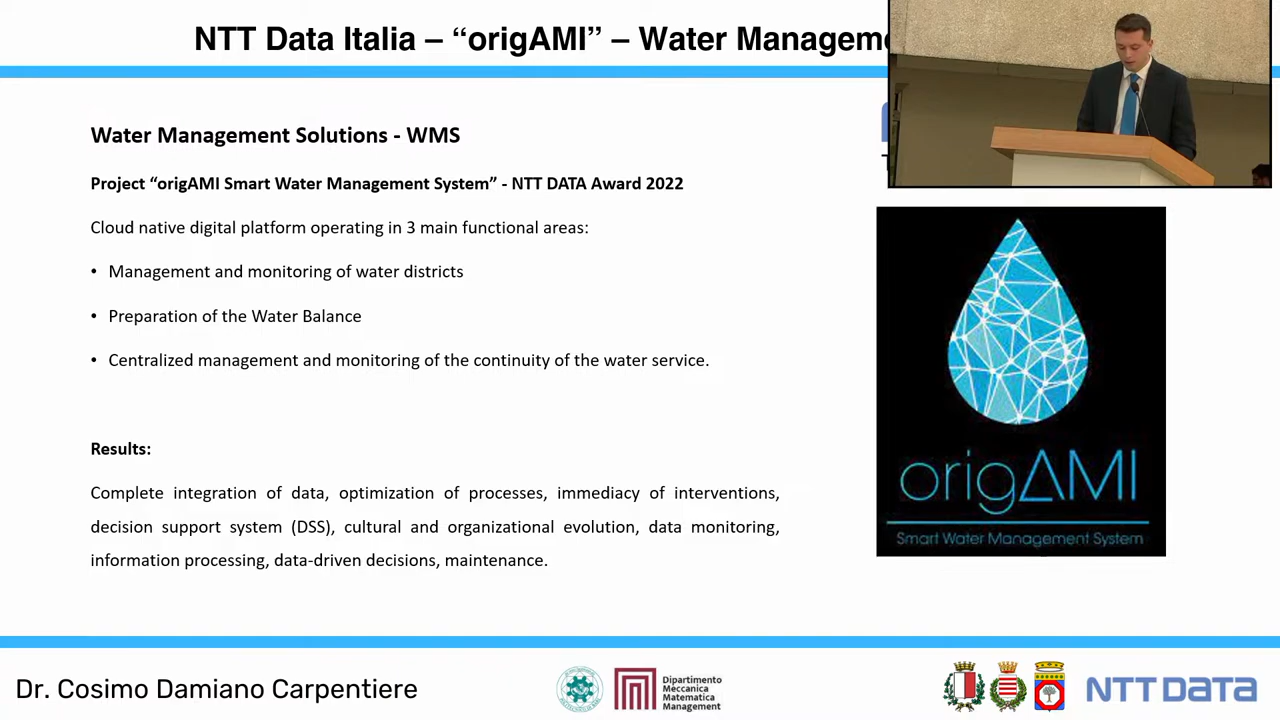 NTT Data Italia – “origAMI” – Water Managem
Water Management Solutions - WMS
Project “origAMI Smart Water Management System” - NTT DATA Award 2022
Cloud native digital platform operating in 3 main functional areas:
• Management and monitoring of water districts
• Preparation of the Water Balance
• Centralized management and monitoring of the continuity of the water service.
Results:
Complete integration of data, optimization of processes, immediacy of interventions,
decision support system (DSS), cultural and organizational evolution, data monitoring,
information processing, data-driven decisions, maintenance.
origAMI
Smart Water Management System
Dr. Cosimo Damiano Carpentiere
Dipartimento
Meccanica
Matematica
Management
NTT DATA